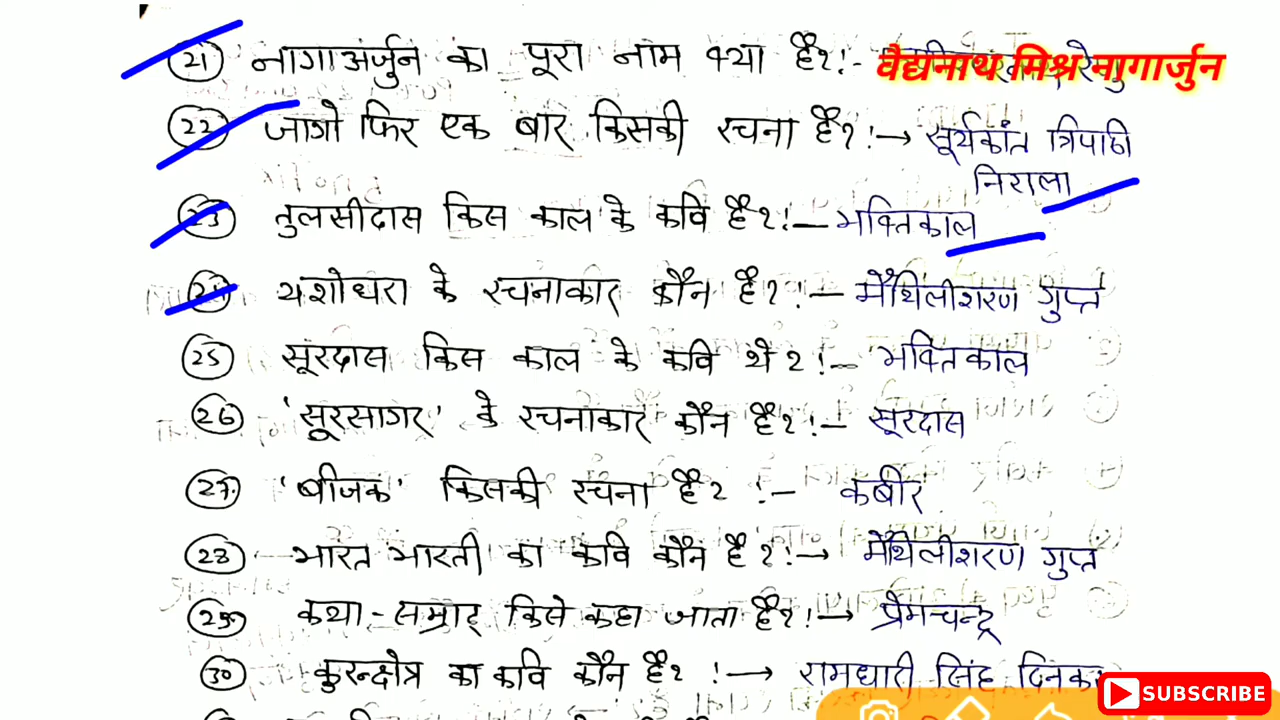 21 नागाअर्जुन का पूरा नाम क्या है?!- वैद्यनाथ मिश्र नागार्जुन
22 जागो फिर एक बार किसकी रचना है?!→ सूर्यकांत त्रिपाठी
निराला
23 तुलसीदास किस काल के कवि है?!- भक्तिकाल
24 यशोधरा के रचनाकार कौन है?!- मैथिलीशरण गुप्त
25 सूरदास किस काल के कवि थे?!- भक्तिकाल
26 'सूरसागर' के रचनाकार कौन है?!- सूरदास
27. 'बीजक' किसकी रचना है? !- कबीर
28 भारत भारती का कवि कौन है?!→ मैथिलीशरण गुप्त
29 कथा-सम्राट् किसे कहा जाता है?!→ प्रेमचन्द्र
30 कुरुक्षेत्र का कवि कौन है? !→ रामधारी सिंह दिनकर
SUBSCRIBE